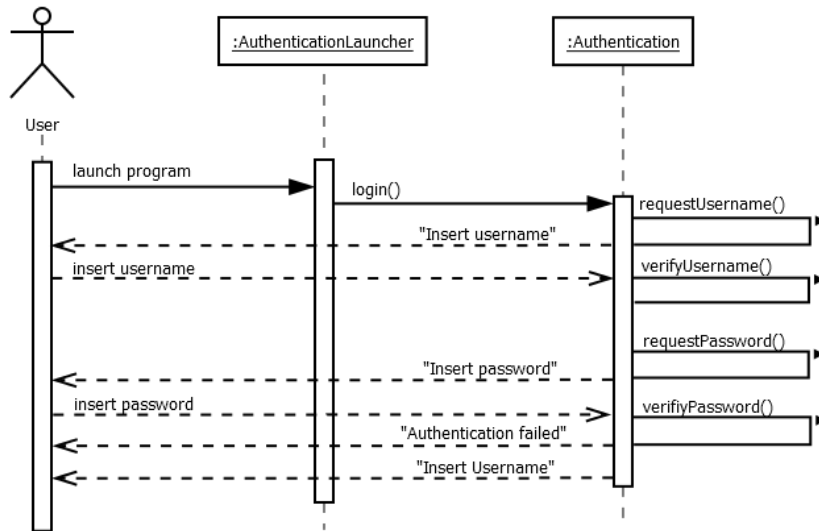 :AuthenticationLauncher
:Authentication
User
launch program
login()
requestUsername()
"Insert username"
insert username
verifyUsername()
requestPassword()
"Insert password"
insert password
verifiyPassword()
"Authentication failed"
"Insert Username"